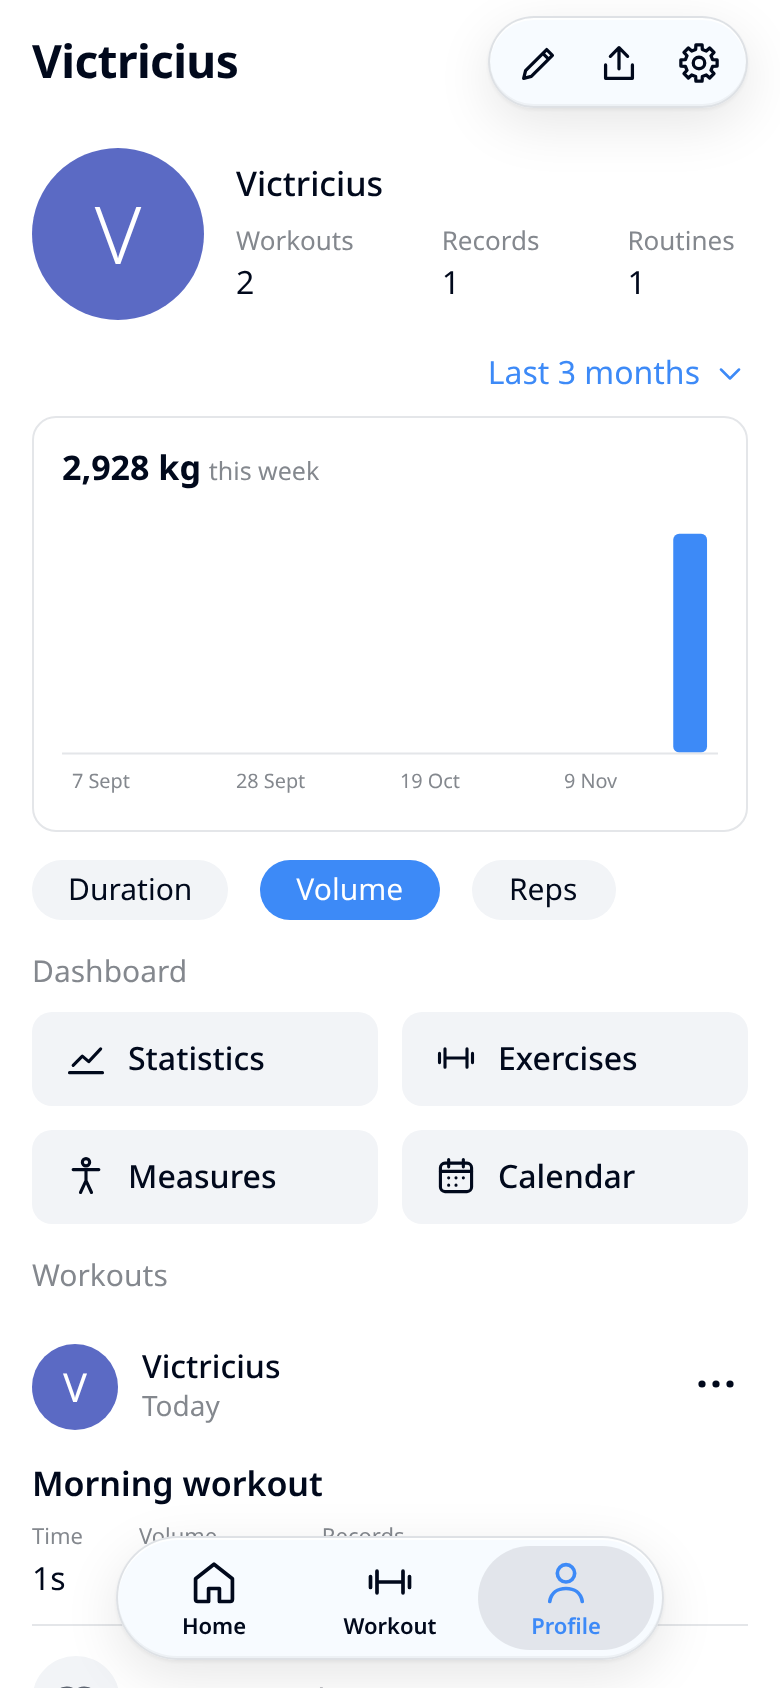 Victricius
V
Victricius
Workouts Records Routines
2 1 1
Last 3 months
2,928 kg this week
7 Sept 28 Sept 19 Oct 9 Nov
Duration Volume Reps
Dashboard
Statistics Exercises
Measures Calendar
Workouts
V
Victricius
Today
Morning workout
Time Volume Records
1s
Home Workout Profile